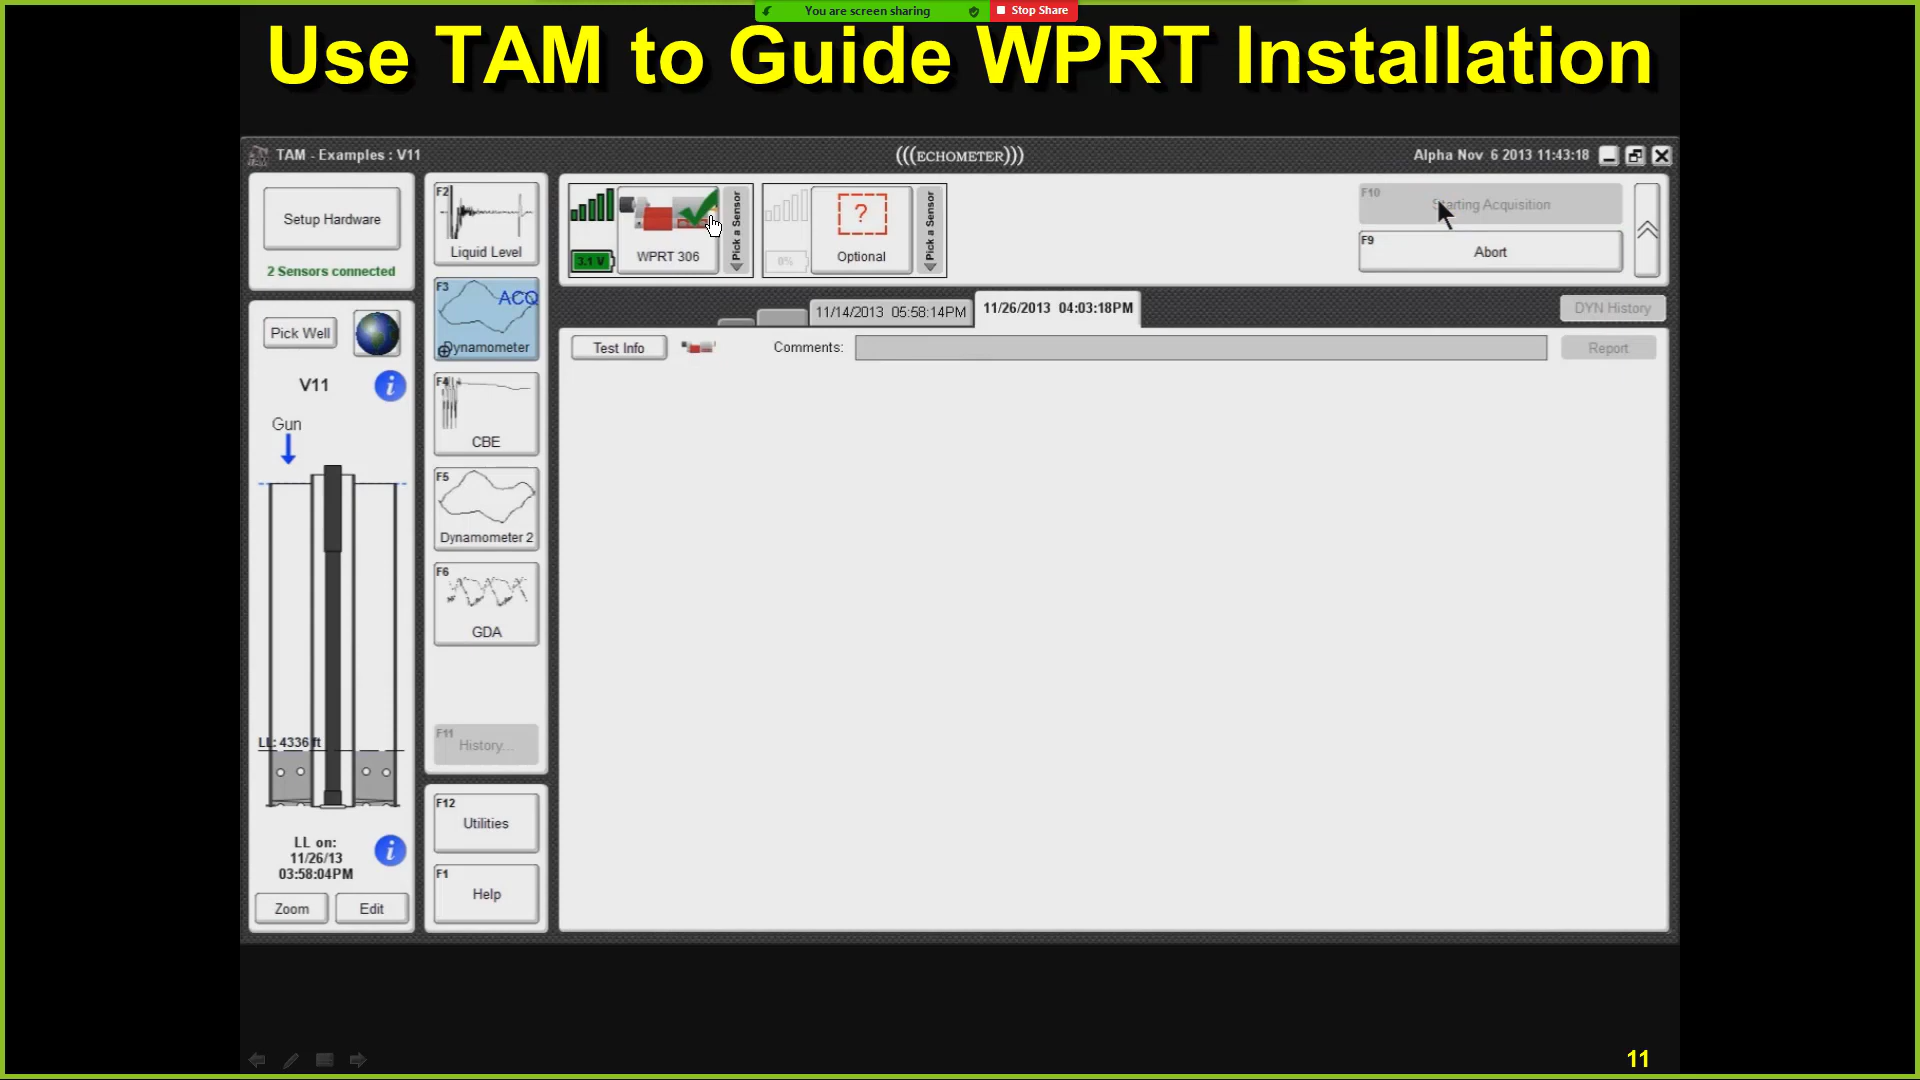 You are screen sharing
Stop Share
Use TAM to Guide WPRT Installation
TAM - Examples : V11
(((ECHOMETER)))
Alpha Nov 6 2013 11:43:18
Setup Hardware
2 Sensors connected
Pick Well
V11
Gun
LL: 4336 ft
LL on:
11/26/13
03:58:04PM
Zoom
Edit
F2
Liquid Level
F3
ACQ
Dynamometer
F4
CBE
F5
Dynamometer 2
F6
GDA
F11
History...
F12
Utilities
F1
Help
3.1 V
WPRT 306
Pick a Sensor
0%
?
Optional
Pick a Sensor
F10
Starting Acquisition
F9
Abort
11/14/2013 05:58:14PM
11/26/2013 04:03:18PM
DYN History
Test Info
Comments:
Report
11